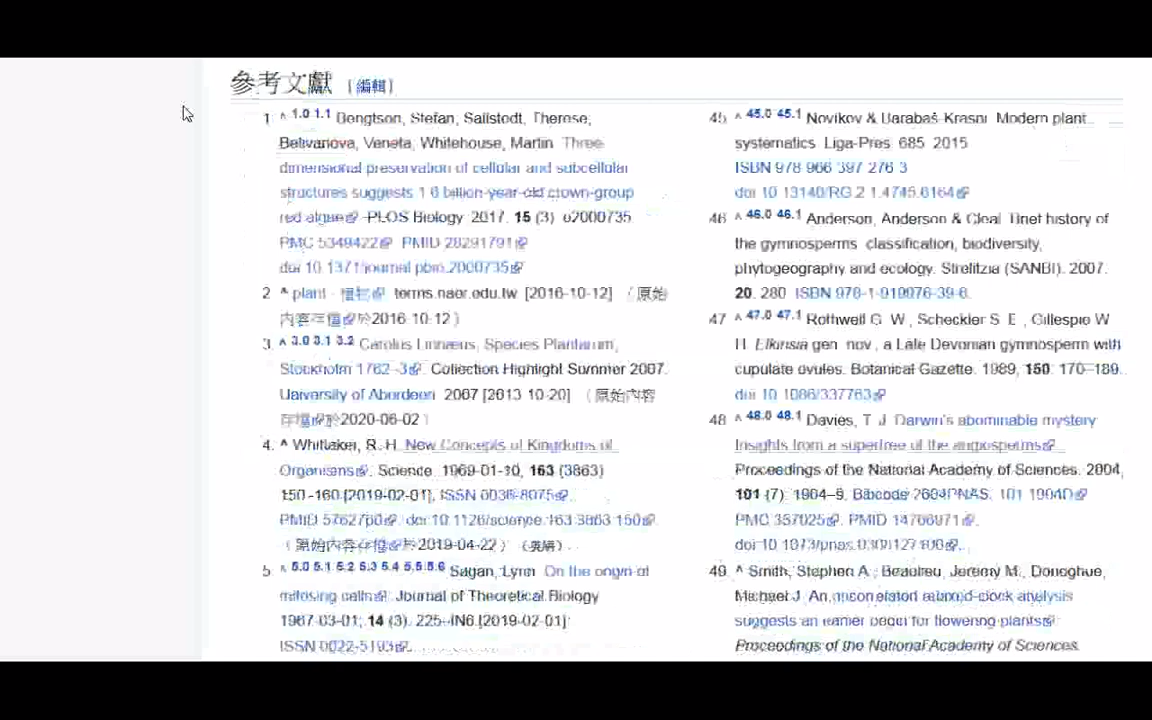 參考文獻 [編輯]
1. ^ 1.0 1.1 Bengtson, Stefan, Sallstedt, Therese,
Belivanova, Veneta, Whitehouse, Martin Three-
dimensional preservation of cellular and subcellular
structures suggests 1.6 billion-year-old crown-group
red algae. PLOS Biology 2017. 15 (3) e2000735
PMC 5349422 PMID 28291791
doi 10.1371/journal.pbio.2000735
2. ^ plant - 植物 terms.naer.edu.tw [2016-10-12] (原始
内容存檔於2016-10-12)
3. ^ 3.0 3.1 3.2 Carolus Linnaeus, Species Plantarum,
Stockholm 1762-3. Collection Highlight Summer 2007.
University of Aberdeen 2007 [2013-10-20] (原始內容
存檔於2020-06-02)
4. ^ Whittaker, R. H. New Concepts of Kingdoms of
Organisms. Science. 1969-01-10, 163 (3863)
150-160 [2019-02-01]. ISSN 0036-8075.
PMID 5762760. doi:10.1126/science.163.3863.150.
(原始内容存檔於2019-04-22)
5. ^ 5.0 5.1 5.2 5.3 5.4 5.5 5.6 Sagan, Lynn On the origin of
mitosing cells. Journal of Theoretical Biology
1967-03-01, 14 (3). 225-IN6 [2019-02-01]
ISSN 0022-5193.
45. ^ 45.0 45.1 Novikov & Barabaš-Krasni Modern plant
systematics Liga-Pres 685 2015
ISBN 978 966 397 276 3
doi 10 13140/RG.2 1.4745.6164
46. ^ 46.0 46.1 Anderson, Anderson & Cleal history of
the gymnosperms classification, biodiversity,
phytogeography and ecology. Strelitzia (SANBI). 2007.
20. 280 ISBN 978-1-919976-39-6.
47. ^ 47.0 47.1 Rothwell G. W., Scheckler S. E., Gillespie W
H. Elkinsia gen nov., a Late Devonian gymnosperm with
cupulate ovules. Botanical Gazette. 1989, 150: 170–189.
doi 10 1086/337763
48. ^ 48.0 48.1 Davies, T J Darwin's abominable mystery
Insights from a supertree of the angiosperms
Proceedings of the National Academy of Sciences. 2004,
101 (7): 1904–9. Bibcode 2004PNAS. 101 1904D
PMC 357025. PMID 14766971.
doi 10 1073/pnas.0308127100.
49. ^ Smith, Stephen A.; Beaulieu, Jeremy M., Donoghue,
Michael J. An uncorrelated relaxed-clock analysis
suggests an earlier origin for flowering plants
Proceedings of the National Academy of Sciences.